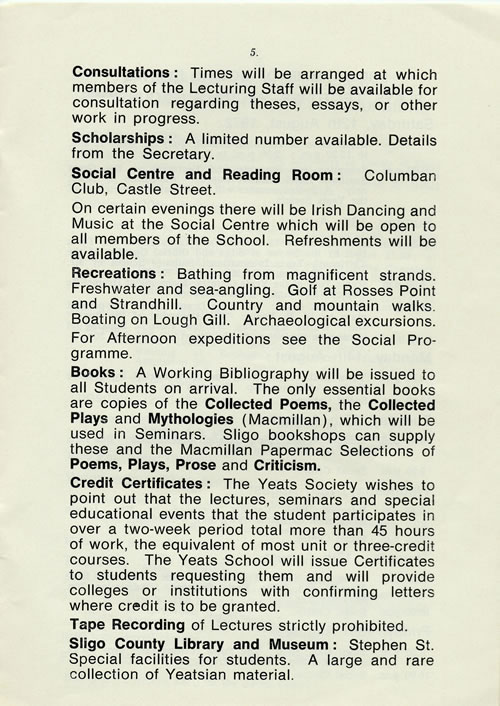 5.
Consultations : Times will be arranged at which
members of the Lecturing Staff will be available for
consultation regarding theses, essays, or other
work in progress.
Scholarships : A limited number available. Details
from the Secretary.
Social Centre and Reading Room : Columban
Club, Castle Street.
On certain evenings there will be Irish Dancing and
Music at the Social Centre which will be open to
all members of the School. Refreshments will be
available.
Recreations : Bathing from magnificent strands.
Freshwater and sea-angling. Golf at Rosses Point
and Strandhill. Country and mountain walks.
Boating on Lough Gill. Archaeological excursions.
For Afternoon expeditions see the Social Pro-
gramme.
Books : A Working Bibliography will be issued to
all Students on arrival. The only essential books
are copies of the Collected Poems, the Collected
Plays and Mythologies (Macmillan), which will be
used in Seminars. Sligo bookshops can supply
these and the Macmillan Papermac Selections of
Poems, Plays, Prose and Criticism.
Credit Certificates : The Yeats Society wishes to
point out that the lectures, seminars and special
educational events that the student participates in
over a two-week period total more than 45 hours
of work, the equivalent of most unit or three-credit
courses. The Yeats School will issue Certificates
to students requesting them and will provide
colleges or institutions with confirming letters
where credit is to be granted.
Tape Recording of Lectures strictly prohibited.
Sligo County Library and Museum : Stephen St.
Special facilities for students. A large and rare
collection of Yeatsian material.